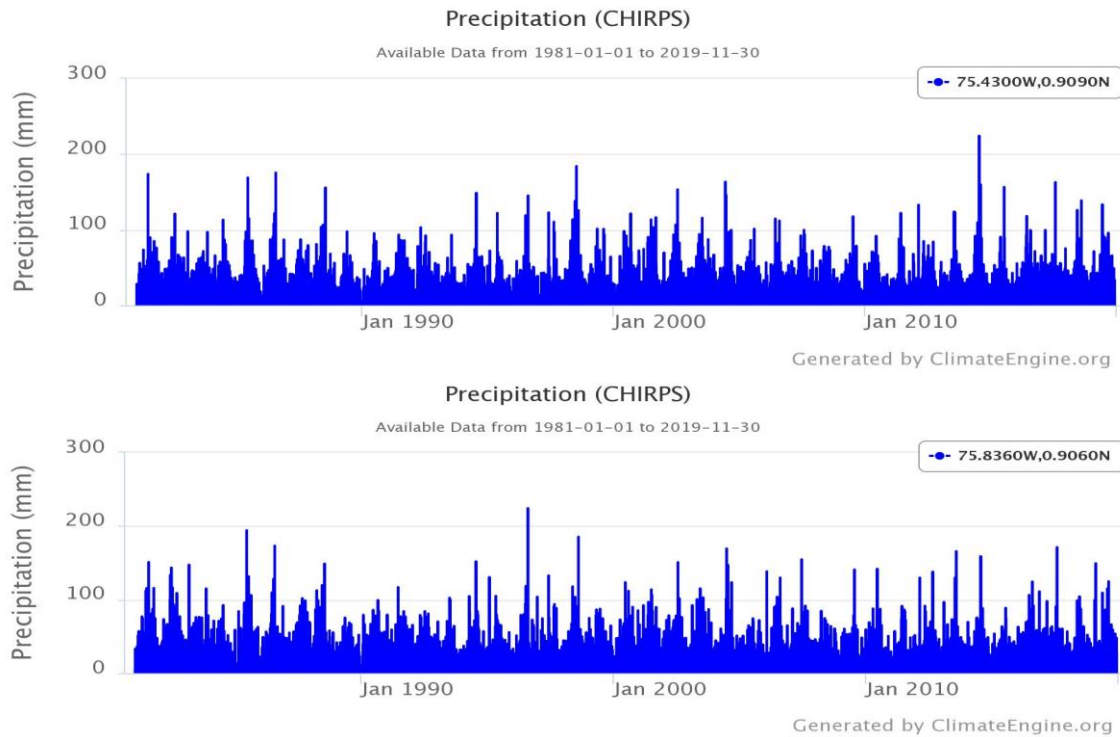 Precipitation (CHIRPS)
Available Data from 1981-01-01 to 2019-11-30
75.4300W,0.9090N
Precipitation (mm)
300
200
100
0
Jan 1990
Jan 2000
Jan 2010
Generated by ClimateEngine.org
Precipitation (CHIRPS)
Available Data from 1981-01-01 to 2019-11-30
75.8360W,0.9060N
Precipitation (mm)
300
200
100
0
Jan 1990
Jan 2000
Jan 2010
Generated by ClimateEngine.org